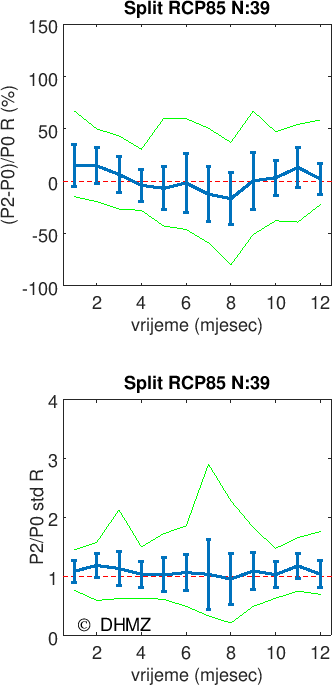 Split RCP85 N:39
(P2-P0)/P0 R (%)
150
100
50
0
-50
-100
2 4 6 8 10 12
vrijeme (mjesec)
Split RCP85 N:39
P2/P0 std R
4
3
2
1
0
© DHMZ
2 4 6 8 10 12
vrijeme (mjesec)